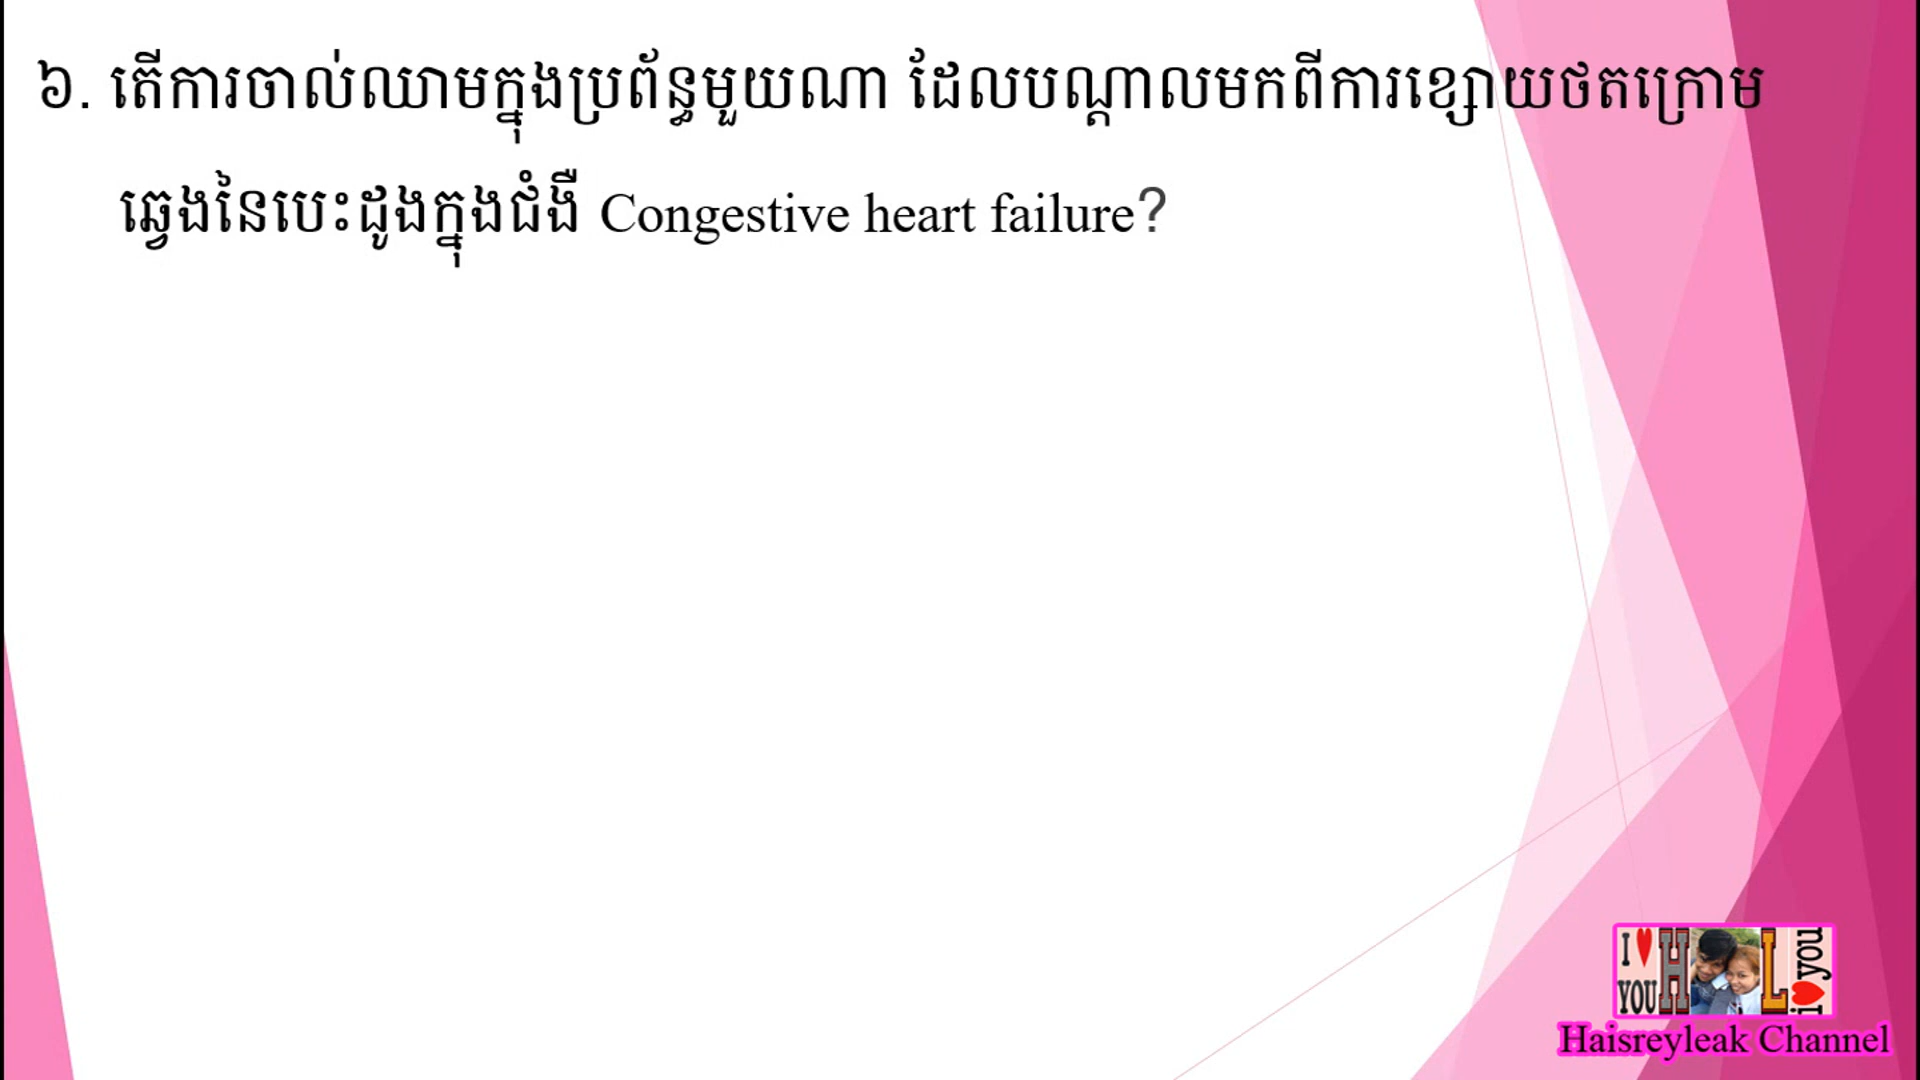 ៦. តើការចាល់ឈាមក្នុងប្រព័ន្ធមួយណា ដែលបណ្តាលមកពីការខ្សោយថតក្រោម
ឆ្វេងនៃបេះដូងក្នុងជំងឺ Congestive heart failure?
I ♥ YOU H L i ♥ you
Haisreyleak Channel